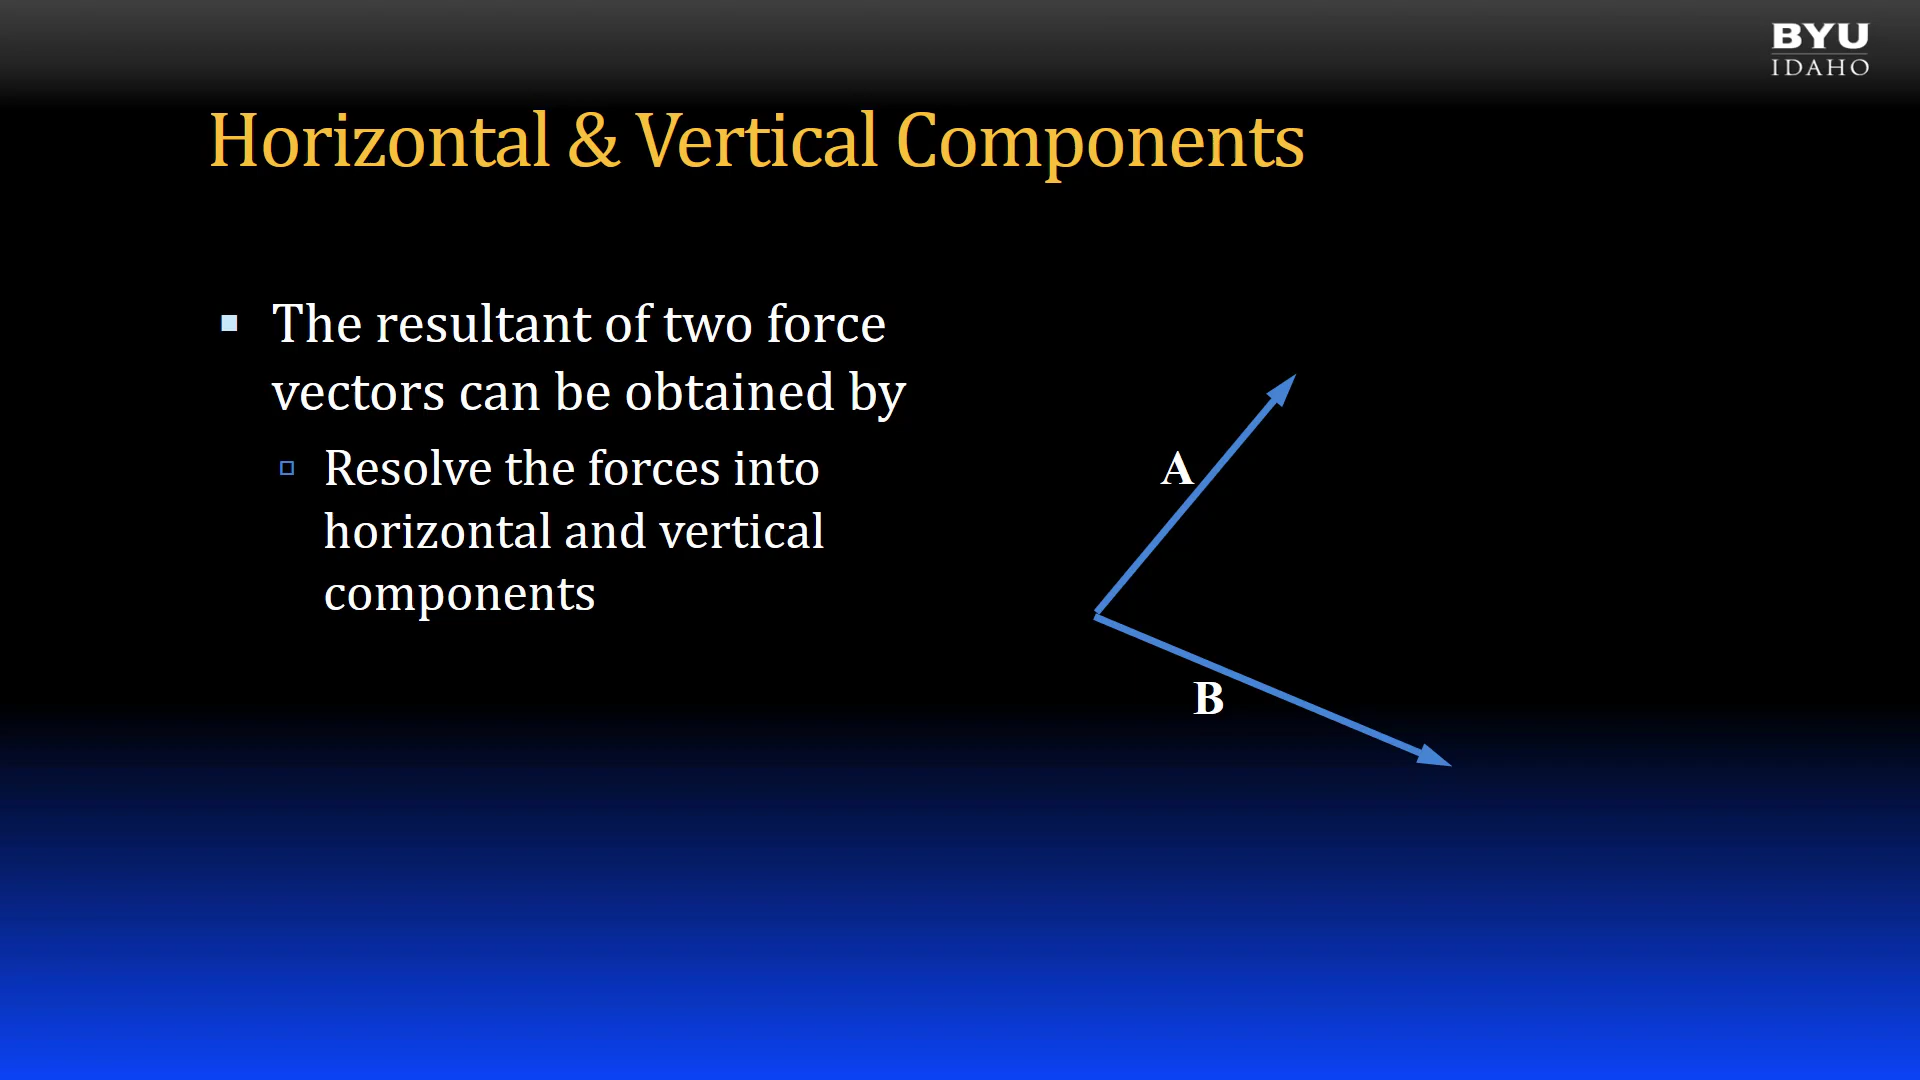 BYU
IDAHO
Horizontal & Vertical Components
The resultant of two force
vectors can be obtained by
Resolve the forces into
horizontal and vertical
components
A
B